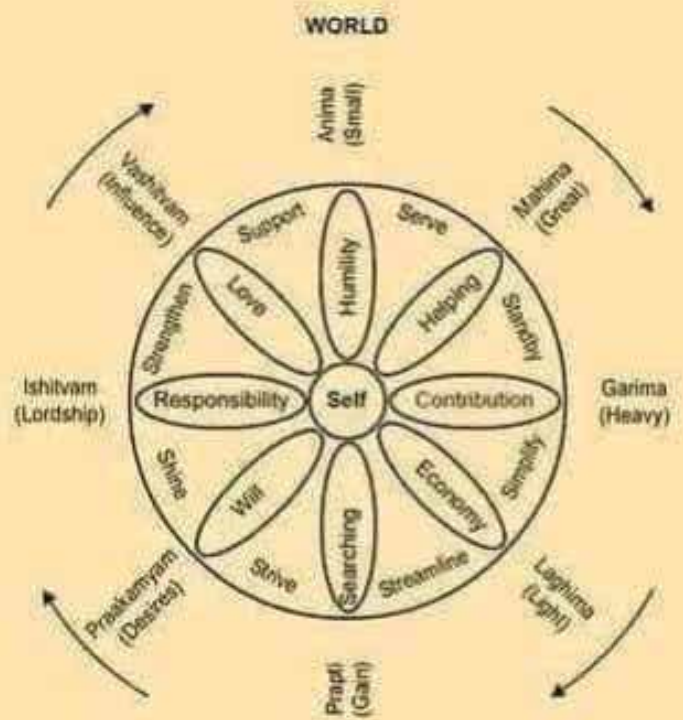 WORLD
Anima
(Small)
Mahima
(Great)
Garima
(Heavy)
Laghima
(Light)
Prapti
(Gain)
Praakamyam
(Desires)
Ishitvam
(Lordship)
Vashitvam
(Influence)
Serve
Standby
Simplify
Streamline
Strive
Shine
Strengthen
Support
Humility
Helping
Contribution
Economy
Searching
Will
Responsibility
Love
Self